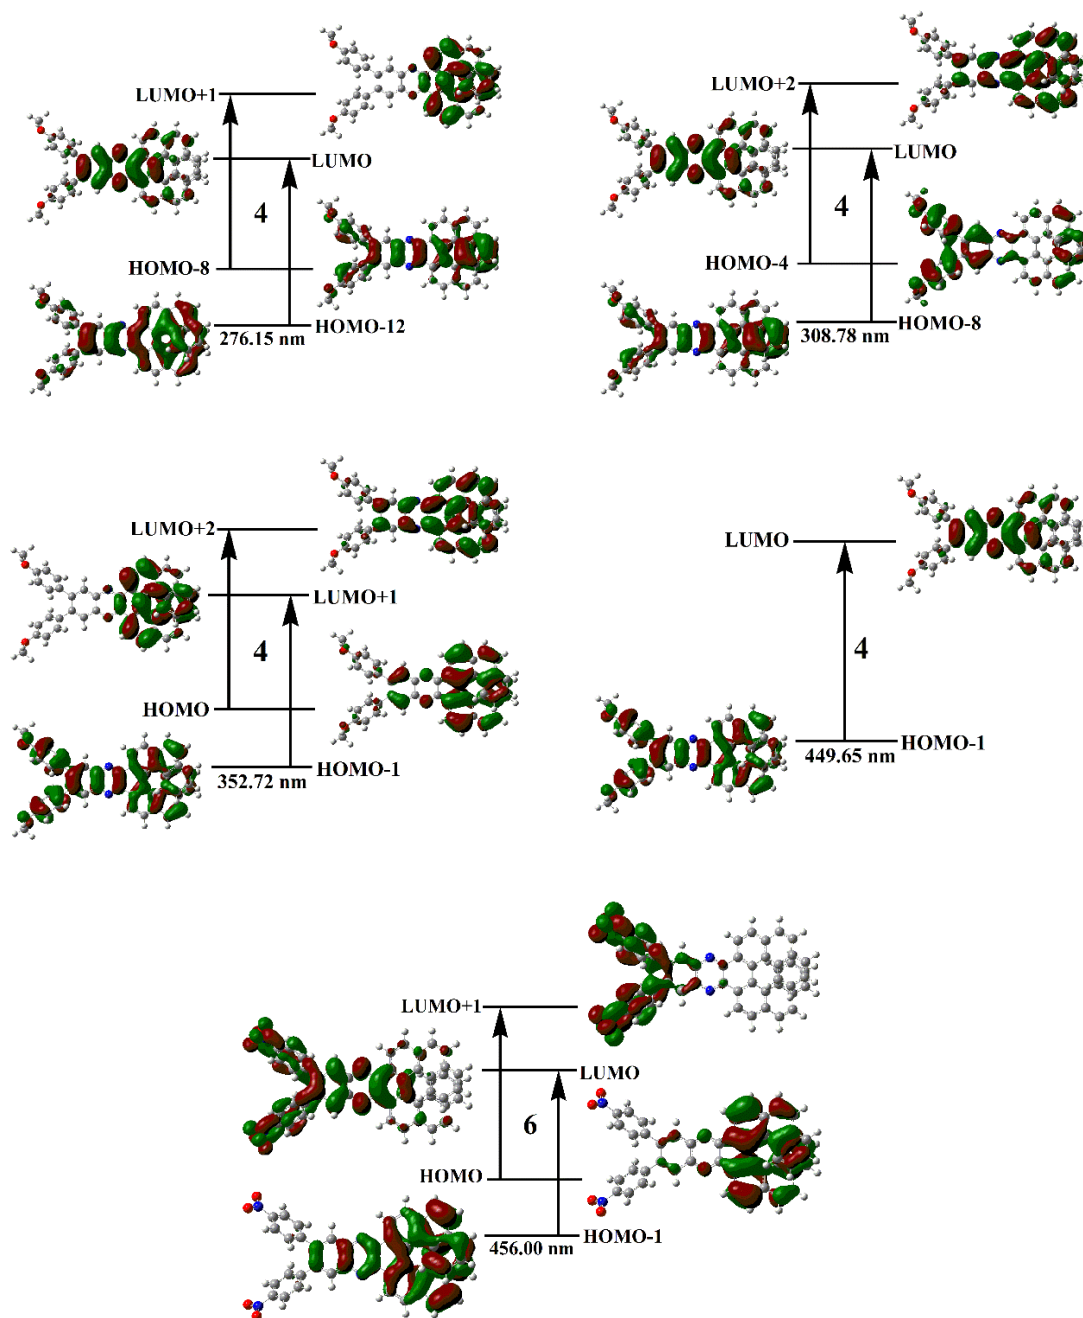 LUMO+1
LUMO
4
HOMO-8
HOMO-12
276.15 nm
LUMO+2
LUMO
4
HOMO-4
HOMO-8
308.78 nm
LUMO+2
LUMO+1
4
HOMO
HOMO-1
352.72 nm
LUMO
4
HOMO-1
449.65 nm
LUMO+1
LUMO
6
HOMO
HOMO-1
456.00 nm